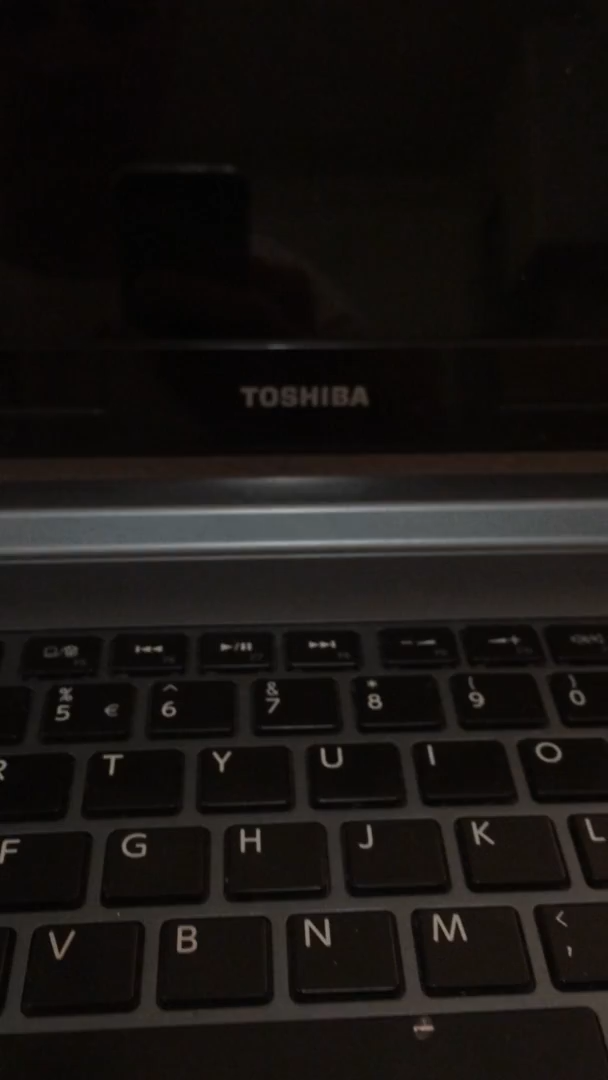 TOSHIBA
% ^ & * ( )
5 € 6 7 8 9 0
R T Y U I O
F G H J K L
V B N M <
,